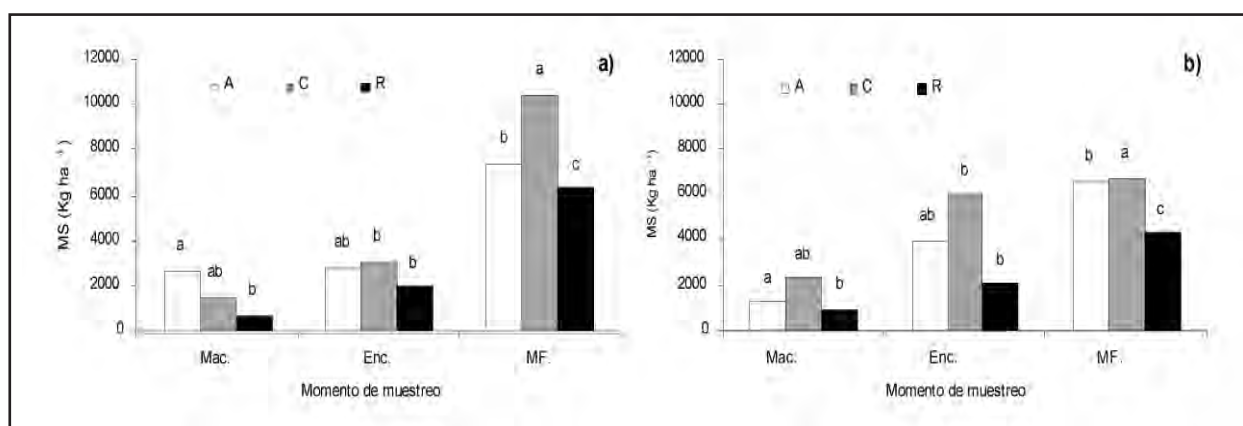 12000
10000
8000
6000
4000
2000
0
MS (Kg ha⁻¹)
A C R
a)
a ab b
ab b b
b a c
Mac. Enc. MF.
Momento de muestreo
12000
10000
8000
6000
4000
2000
0
MS (Kg ha⁻¹)
A C R
b)
a ab b
ab b b
b a c
Mac. Enc. MF.
Momento de muestreo